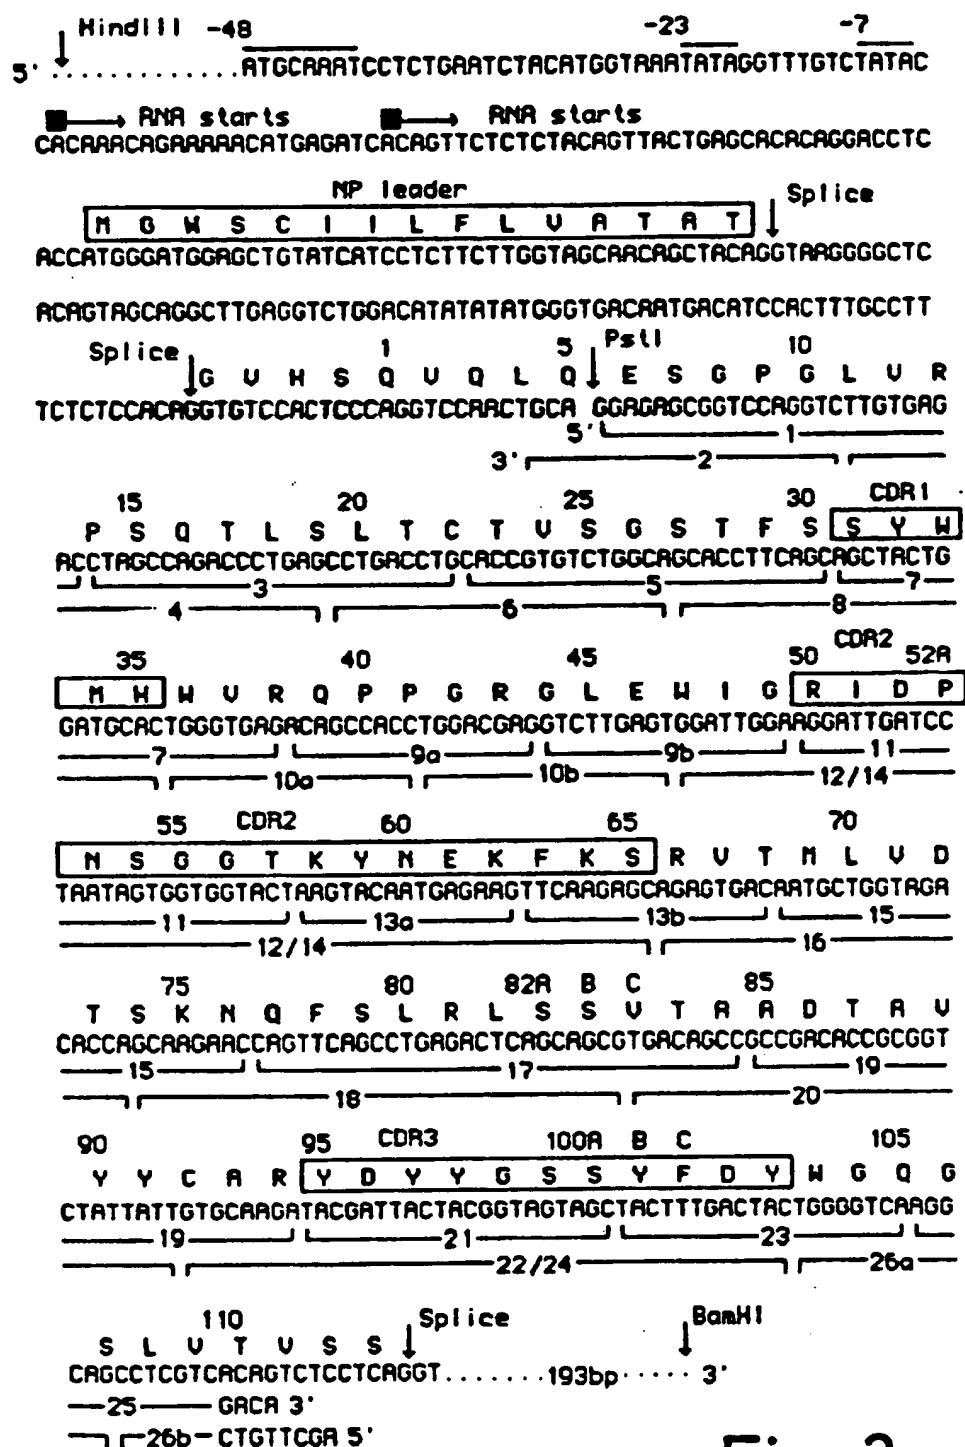 HindIII -48 -23 -7
5' ATGCAAATCCTCTGAATCTACATGGTAAATATAGGTTTGTCTATAC
RNA starts RNA starts
CACAAACAGAAAAACATGAGATCACAGTTCTCTCTACAGTTACTGAGCACACAGGACCTC
NP leader Splice
M G W S C I I L F L V A T A T
ACCATGGGATGGAGCTGTATCATCCTCTTCTTGGTAGCAACAGCTACAGGTAAGGGGCTC
ACAGTAGCAGGCTTGAGGTCTGGACATATATATGGGTGACAATGACATCCACTTTGCCTT
Splice 1 5 PstI 10
G V H S Q V Q L Q E S G P G L V R
TCTCTCCACAGGTGTCCACTCCCAGGTCCAACTGCA GGAGAGCGGTCCAGGTCTTGTGAG
5' 1
3' 2
15 20 25 30 CDR1
P S Q T L S L T C T V S G S T F S S Y W
ACCTAGCCAGACCCTGAGCCTGACCTGCACCGTGTCTGGCAGCACCTTCAGCAGCTACTG
3 5 7
4 6 8
35 40 45 50 CDR2 52A
M H W V R Q P P G R G L E W I G R I D P
GATGCACTGGGTGAGACAGCCACCTGGACGAGGTCTTGAGTGGATTGGAAGGATTGATCC
7 9a 9b 11
10a 10b 12/14
55 CDR2 60 65 70
N S G G T K Y N E K F K S R V T M L V D
TAATAGTGGTGGTACTAAGTACAATGAGAAGTTCAAGAGCAGAGTGACAATGCTGGTAGA
11 13a 13b 15
12/14 16
75 80 82A B C 85
T S K N Q F S L R L S S V T A A D T A V
CACCAGCAAGAACCAGTTCAGCCTGAGACTCAGCAGCGTGACAGCCGCCGACACCGCGGT
15 17 19
18 20
90 95 CDR3 100A B C 105
Y Y C A R Y D Y Y G S S Y F D Y W G Q G
CTATTATTGTGCAAGATACGATTACTACGGTAGTAGCTACTTTGACTACTGGGGTCAAGG
19 21 23
22/24 26a
110 Splice BamHI
S L V T V S S
CAGCCTCGTCACAGTCTCCTCAGGT.......193bp.....3'
25 GACA 3'
26b CTGTTCGA 5'